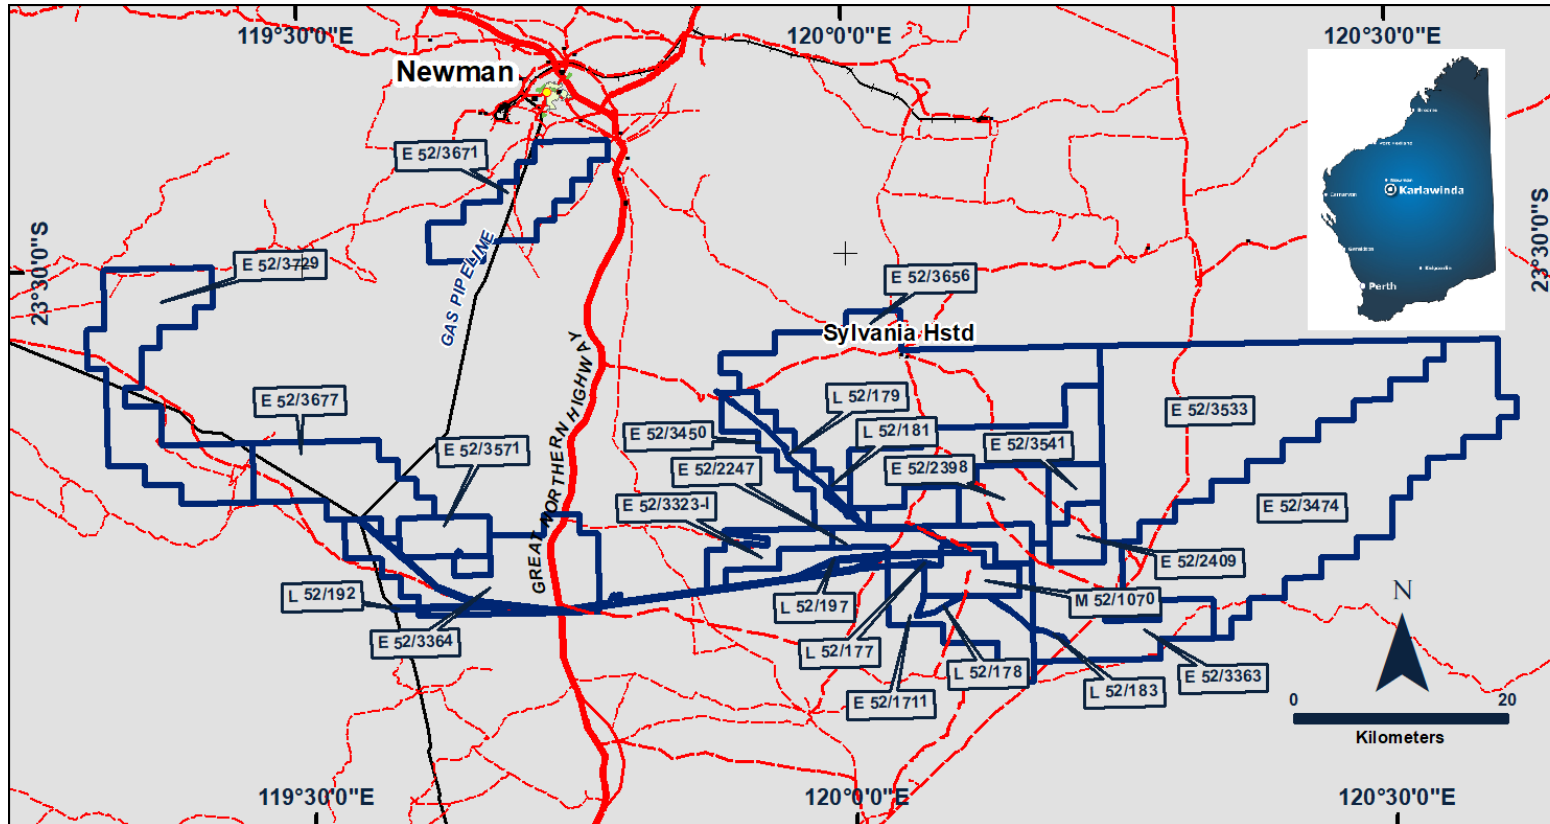 119°30'0"E
120°0'0"E
120°30'0"E
Newman
E 52/3671
Karlawinda
Perth
23°30'0"S
GAS PIPELINE
E 52/3729
23°30'0"S
E 52/3656
Sylvania Hstd
GREAT NORTHERN HIGHWAY
E 52/3677
L 52/179
E 52/3533
E 52/3571
E 52/3450
L 52/181
E 52/3541
E 52/2247
E 52/2398
E 52/3323-I
E 52/3474
E 52/2409
L 52/192
L 52/197
M 52/1070
N
E 52/3364
L 52/177
L 52/178
E 52/3363
E 52/1711
L 52/183
0
20
Kilometers
119°30'0"E
120°0'0"E
120°30'0"E